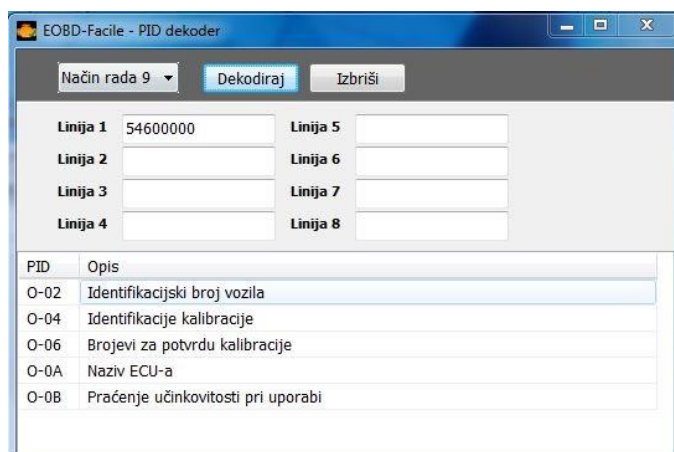 EOBD-Facile - PID dekoder
Način rada 9 Dekodiraj Izbriši
Linija 1 54600000 Linija 5
Linija 2 Linija 6
Linija 3 Linija 7
Linija 4 Linija 8
PID Opis
O-02 Identifikacijski broj vozila
O-04 Identifikacije kalibracije
O-06 Brojevi za potvrdu kalibracije
O-0A Naziv ECU-a
O-0B Praćenje učinkovitosti pri uporabi